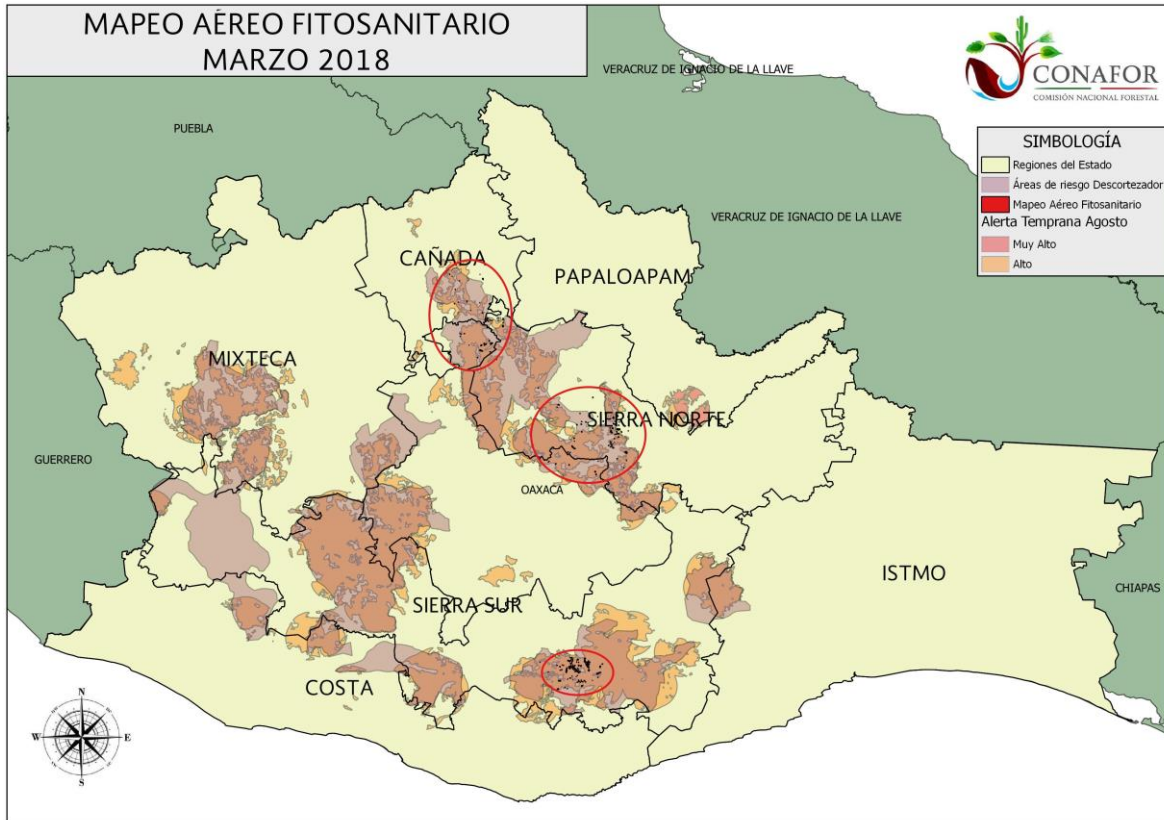 MAPEO AÉREO FITOSANITARIO
MARZO 2018
VERACRUZ DE IGNACIO DE LA LLAVE
CONAFOR
COMISIÓN NACIONAL FORESTAL
PUEBLA
SIMBOLOGÍA
Regiones del Estado
Áreas de riesgo Descortezador
Mapeo Aéreo Fitosanitario
Alerta Temprana Agosto
Muy Alto
Alto
VERACRUZ DE IGNACIO DE LA LLAVE
CAÑADA
PAPALOAPAM
MIXTECA
SIERRA NORTE
GUERRERO
OAXACA
ISTMO
CHIAPAS
SIERRA SUR
COSTA
N
W E
S